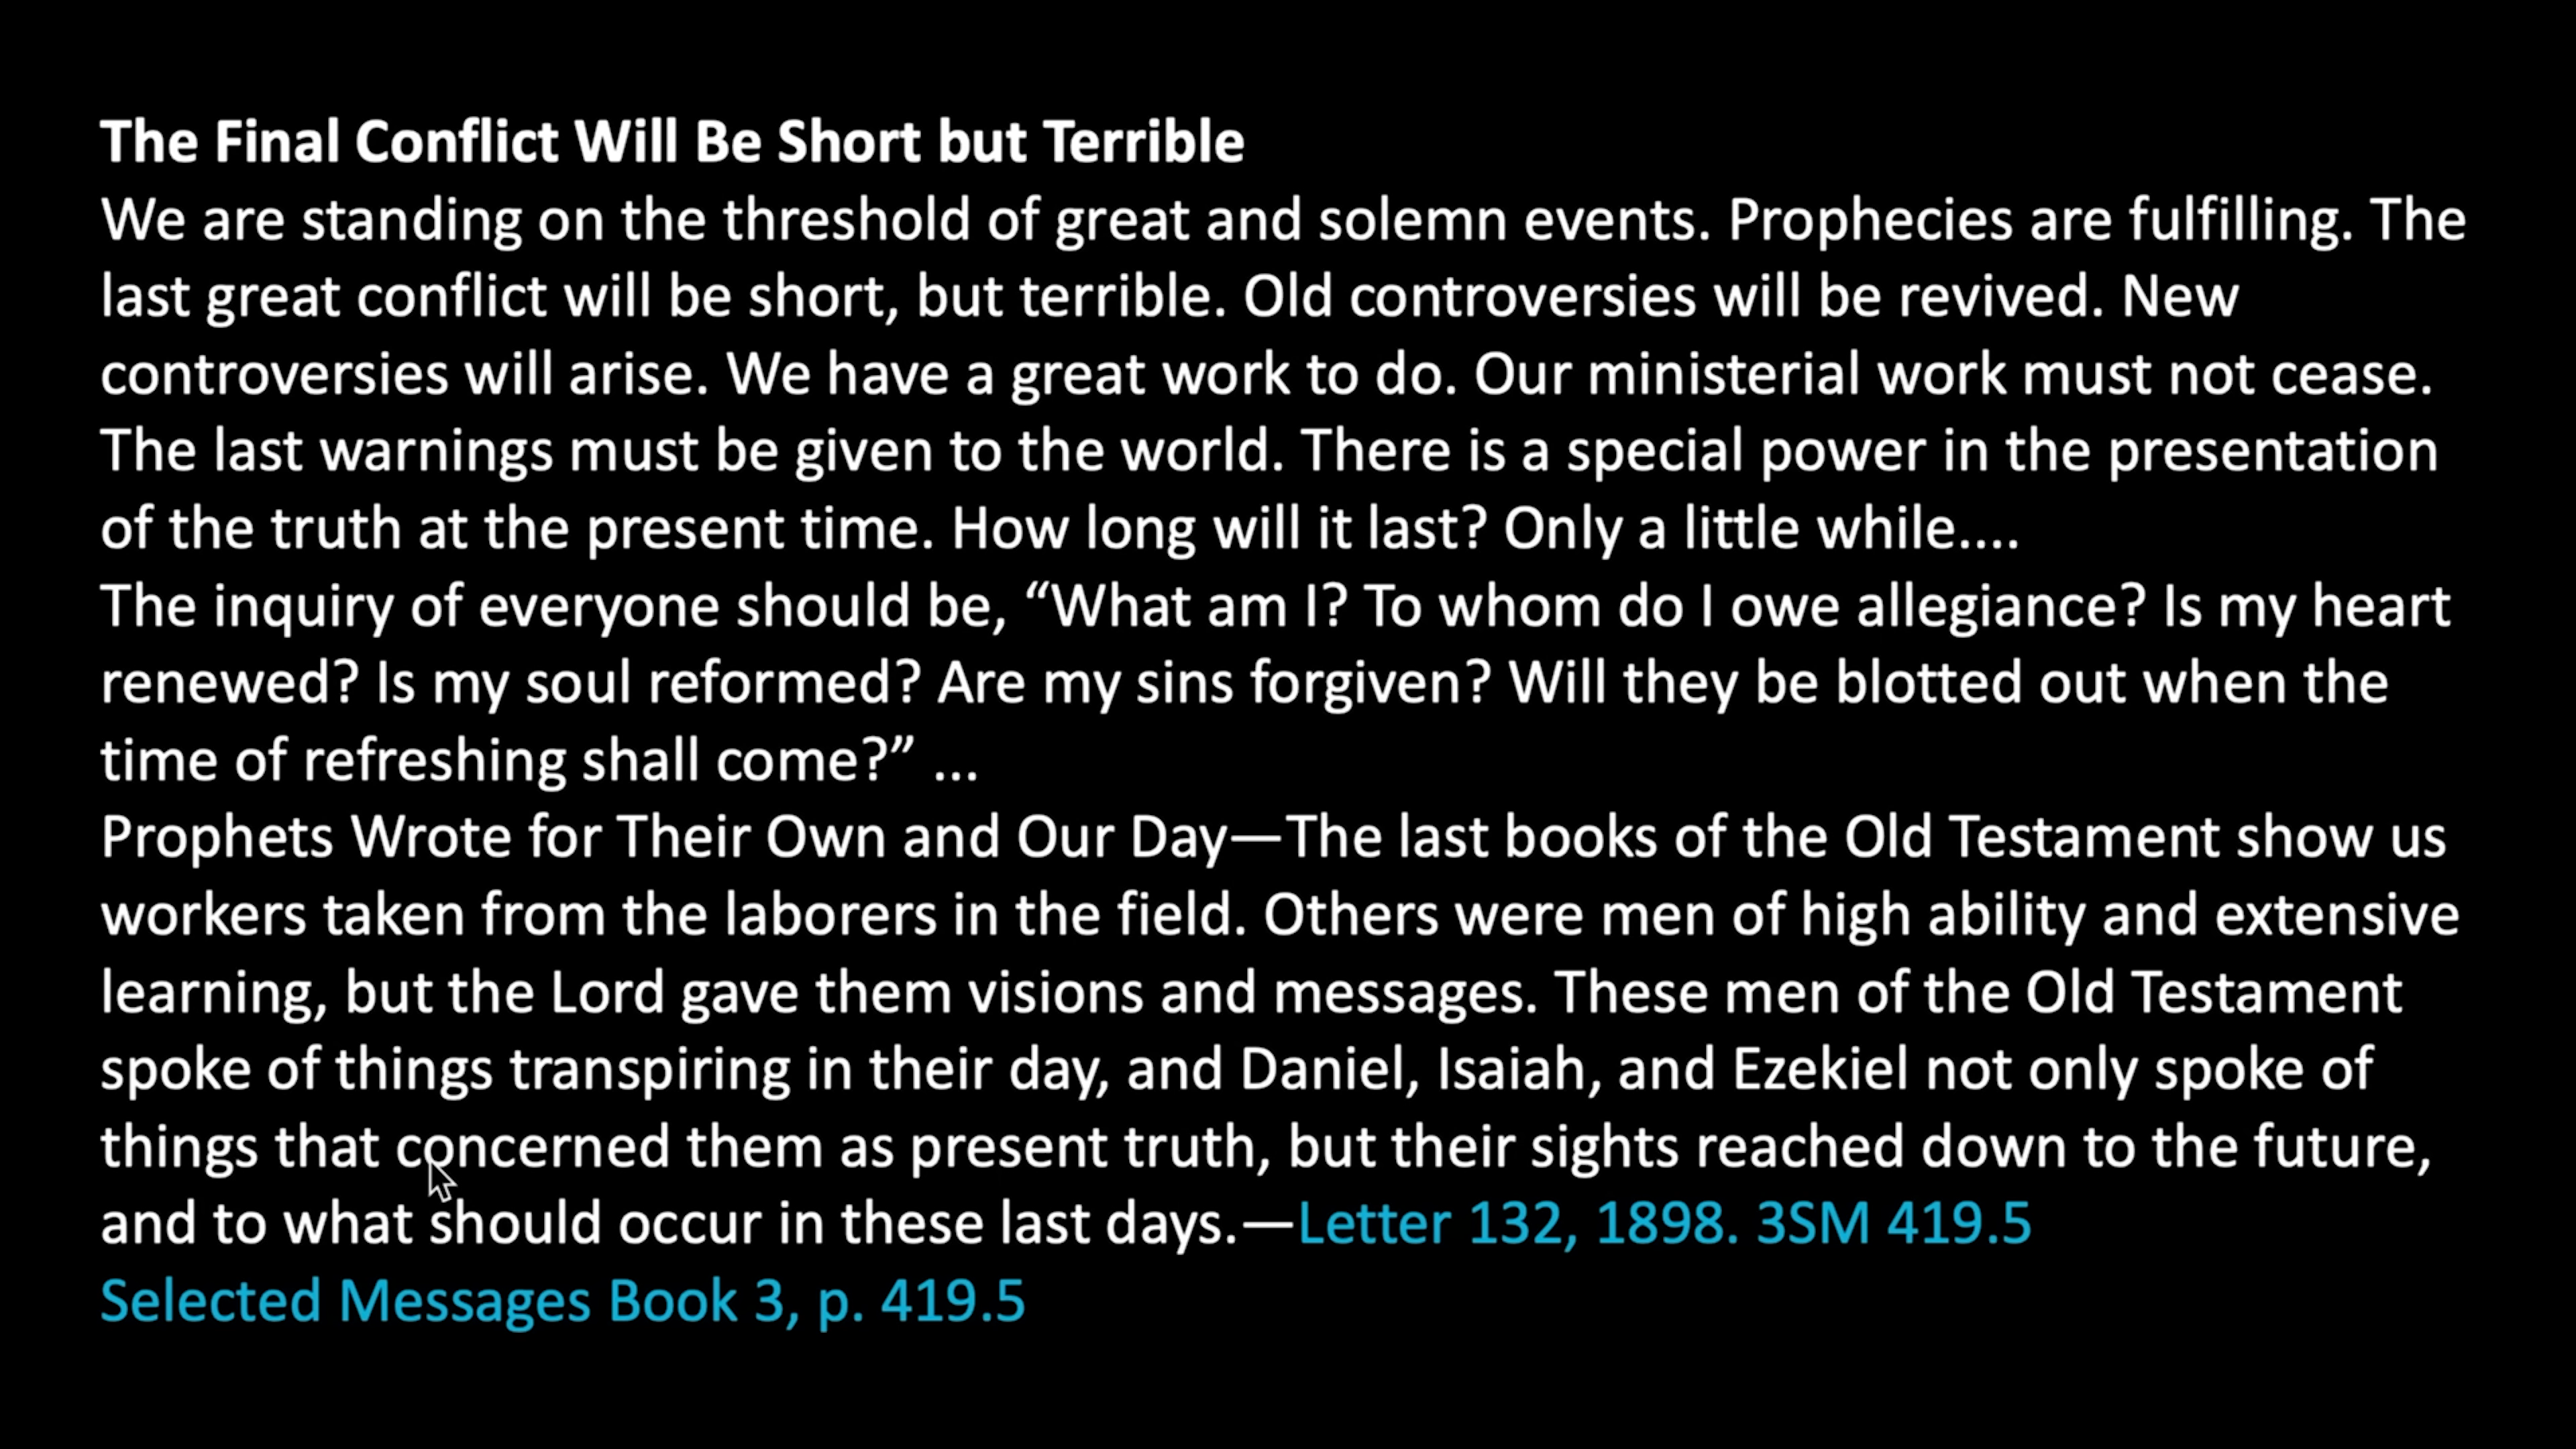 The Final Conflict Will Be Short but Terrible
We are standing on the threshold of great and solemn events. Prophecies are fulfilling. The
last great conflict will be short, but terrible. Old controversies will be revived. New
controversies will arise. We have a great work to do. Our ministerial work must not cease.
The last warnings must be given to the world. There is a special power in the presentation
of the truth at the present time. How long will it last? Only a little while....
The inquiry of everyone should be, “What am I? To whom do I owe allegiance? Is my heart
renewed? Is my soul reformed? Are my sins forgiven? Will they be blotted out when the
time of refreshing shall come?” ...
Prophets Wrote for Their Own and Our Day—The last books of the Old Testament show us
workers taken from the laborers in the field. Others were men of high ability and extensive
learning, but the Lord gave them visions and messages. These men of the Old Testament
spoke of things transpiring in their day, and Daniel, Isaiah, and Ezekiel not only spoke of
things that concerned them as present truth, but their sights reached down to the future,
and to what should occur in these last days.—Letter 132, 1898. 3SM 419.5
Selected Messages Book 3, p. 419.5